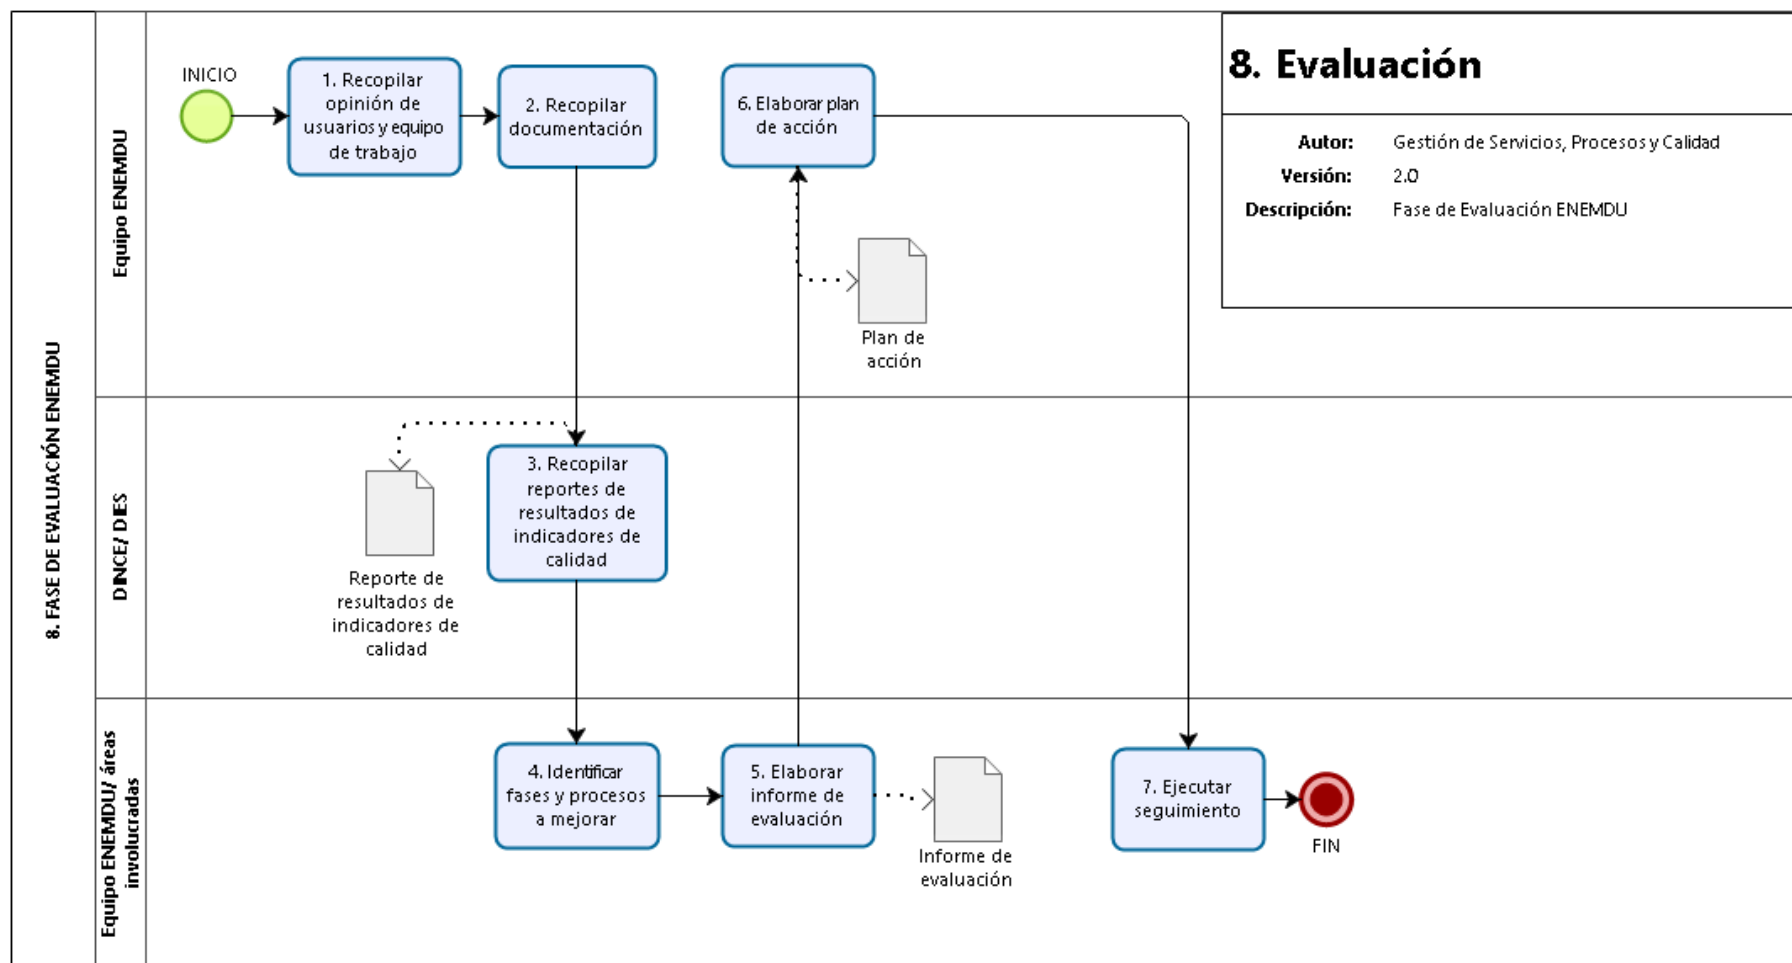 8. FASE DE EVALUACIÓN ENEMDU
Equipo ENEMDU
INICIO
1. Recopilar
opinión de
usuarios y equipo
de trabajo
2. Recopilar
documentación
6. Elaborar plan
de acción
Plan de
acción
8. Evaluación
Autor: Gestión de Servicios, Procesos y Calidad
Versión: 2.0
Descripción: Fase de Evaluación ENEMDU
DINCE/ DIES
3. Recopilar
reportes de
resultados de
indicadores de
calidad
Reporte de
resultados de
indicadores de
calidad
Equipo ENEMDU/ áreas
involucradas
4. Identificar
fases y procesos
a mejorar
5. Elaborar
informe de
evaluación
Informe de
evaluación
7. Ejecutar
seguimiento
FIN